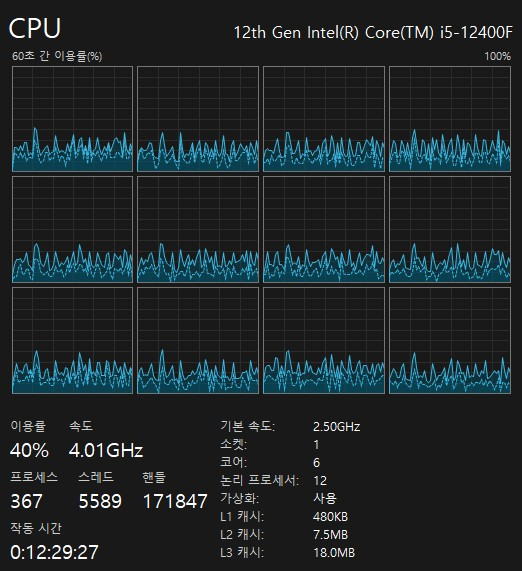 CPU 12th Gen Intel(R) Core(TM) i5-12400F
60초 간 이용률(%) 100%
이용률 속도
40% 4.01GHz
프로세스 스레드 핸들
367 5589 171847
작동 시간
0:12:29:27
기본 속도: 2.50GHz
소켓: 1
코어: 6
논리 프로세서: 12
가상화: 사용
L1 캐시: 480KB
L2 캐시: 7.5MB
L3 캐시: 18.0MB